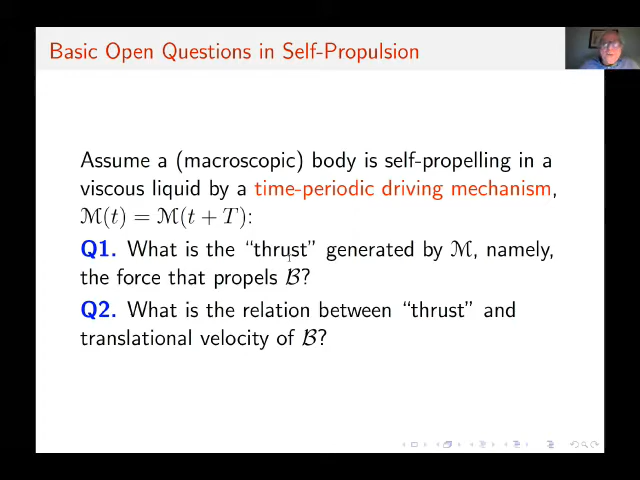 Basic Open Questions in Self-Propulsion
Assume a (macroscopic) body is self-propelling in a
viscous liquid by a time-periodic driving mechanism,
ℳ(t) = ℳ(t + T):
Q1. What is the “thrust” generated by ℳ, namely,
the force that propels ℬ?
Q2. What is the relation between “thrust” and
translational velocity of ℬ?